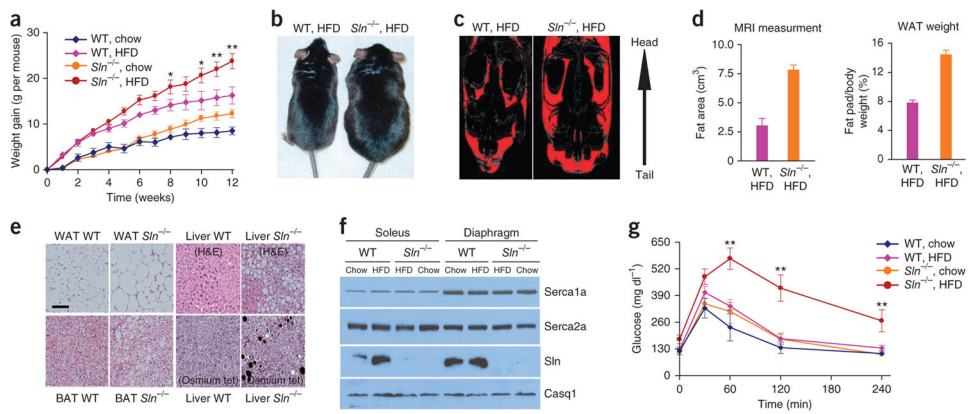 a
WT, chow
WT, HFD
Sln−/−, chow
Sln−/−, HFD
*
*
**
**
Weight gain (g per mouse)
30
20
10
0
0
2
4
6
8
10
12
Time (weeks)
b
WT, HFD Sln−/−, HFD
c
WT, HFD Sln−/−, HFD
Head
Tail
d
MRI measurment
Fat area (cm3)
10
8
6
4
2
0
WT, HFD
Sln−/−, HFD
WAT weight
Fat pad/body weight (%)
16
12
8
4
0
WT, HFD
Sln−/−, HFD
e
WAT WT WAT Sln−/− Liver WT Liver Sln−/−
(H&E) (H&E)
(Osmium tet) (Osmium tet)
BAT WT BAT Sln−/− Liver WT Liver Sln−/−
f
Soleus Diaphragm
WT Sln−/− WT Sln−/−
Chow HFD HFD Chow Chow HFD HFD Chow
Serca1a
Serca2a
Sln
Casq1
g
WT, chow
WT, HFD
Sln−/−, chow
Sln−/−, HFD
**
**
**
Glucose (mg dl−1)
650
520
390
260
130
0
0
60
120
180
240
Time (min)